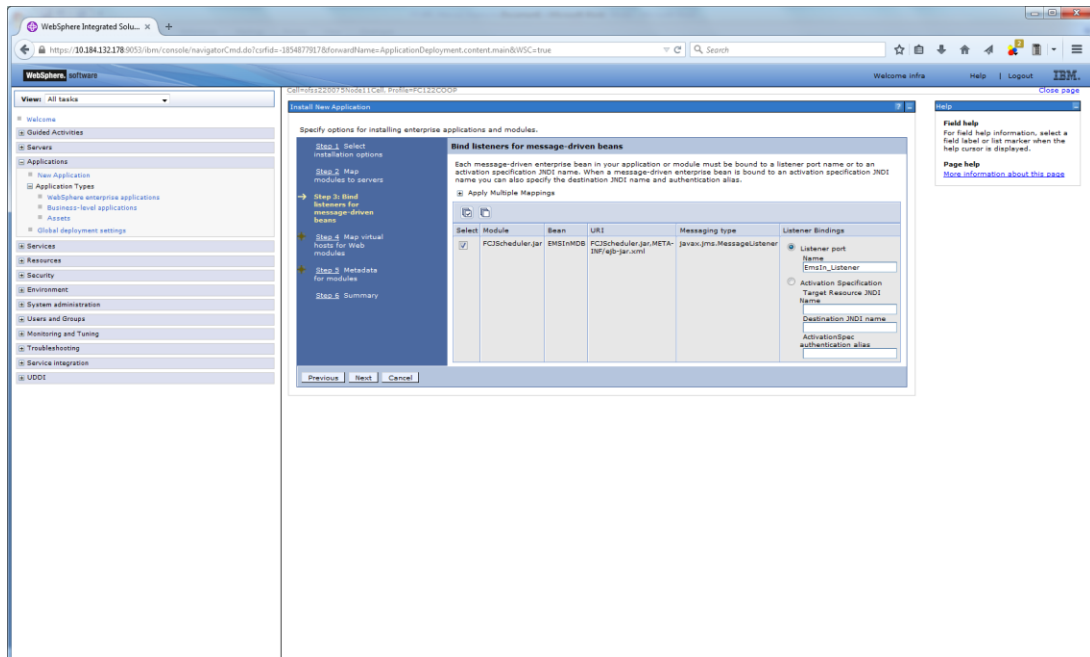 WebSphere Integrated Solu... × +
https://10.184.132.178:9053/ibm/console/navigatorCmd.do?csrfid=-1854877917&forwardName=ApplicationDeployment.content.main&WSC=true
Search
WebSphere. software
Welcome infra
Help | Logout
IBM.
View: All tasks
Cell=ofss220075Node11Cell, Profile=FC122COOP
Close page
Welcome
Guided Activities
Servers
Applications
New Application
Application Types
WebSphere enterprise applications
Business-level applications
Assets
Global deployment settings
Services
Resources
Security
Environment
System administration
Users and Groups
Monitoring and Tuning
Troubleshooting
Service integration
UDDI
Install New Application
Specify options for installing enterprise applications and modules.
Step 1 Select
installation options
Step 2 Map
modules to servers
Step 3: Bind
listeners for
message-driven
beans
Step 4 Map virtual
hosts for Web
modules
Step 5 Metadata
for modules
Step 6 Summary
Bind listeners for message-driven beans
Each message-driven enterprise bean in your application or module must be bound to a listener port name or to an
activation specification JNDI name. When a message-driven enterprise bean is bound to an activation specification JNDI
name you can also specify the destination JNDI name and authentication alias.
Apply Multiple Mappings
Select Module Bean URI Messaging type Listener Bindings
FCJScheduler.jar EMSInMDB FCJScheduler.jar,META-
INF/ejb-jar.xml
javax.jms.MessageListener
Listener port
Name
EmsIn_Listener
Activation Specification
Target Resource JNDI
Name
Destination JNDI name
ActivationSpec
authentication alias
Previous Next Cancel
Help
Field help
For field help information, select a
field label or list marker when the
help cursor is displayed.
Page help
More information about this page